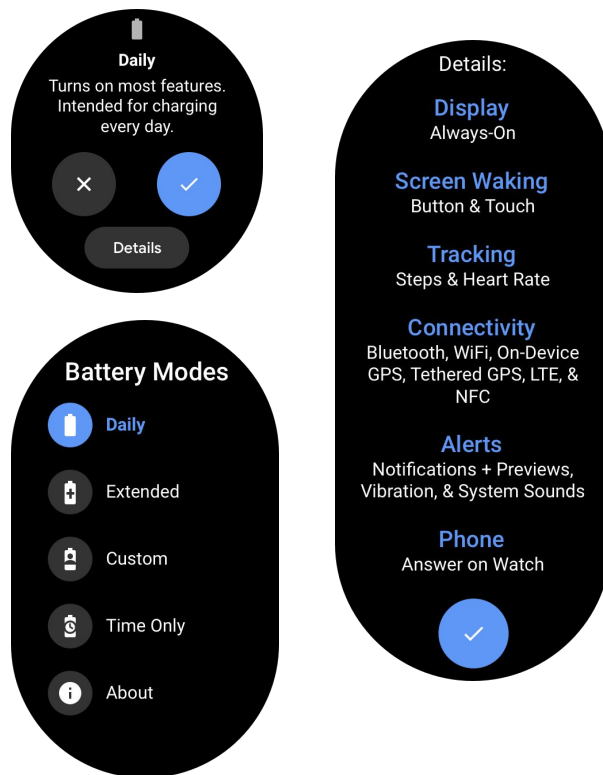 Daily
Turns on most features.
Intended for charging
every day.
Details
Battery Modes
Daily
Extended
Custom
Time Only
About
Details:
Display
Always-On
Screen Waking
Button & Touch
Tracking
Steps & Heart Rate
Connectivity
Bluetooth, WiFi, On-Device
GPS, Tethered GPS, LTE, &
NFC
Alerts
Notifications + Previews,
Vibration, & System Sounds
Phone
Answer on Watch